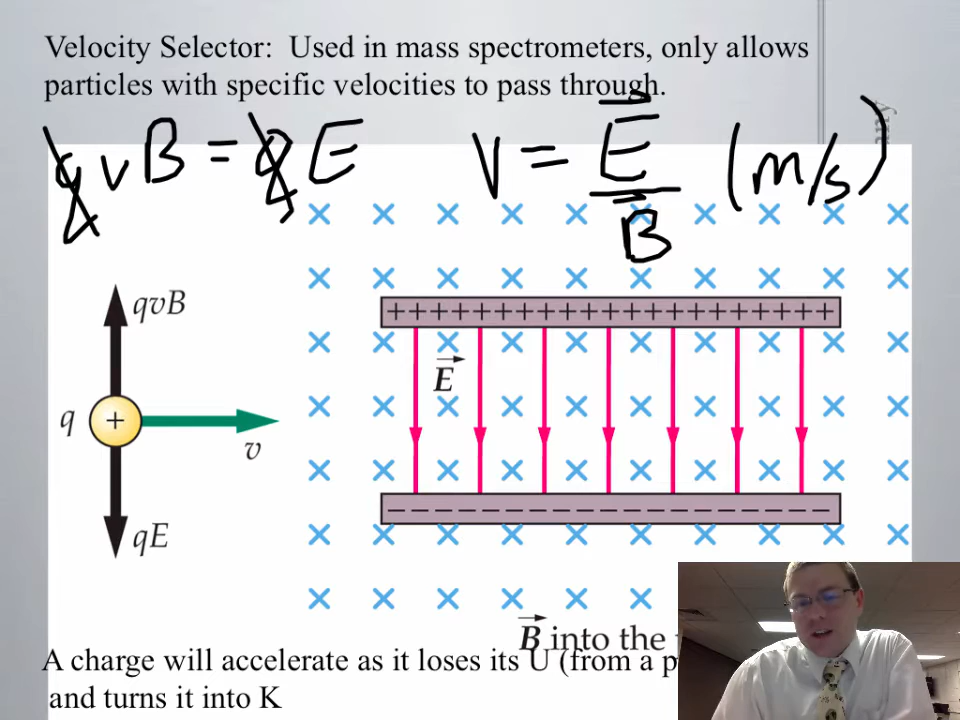 Velocity Selector: Used in mass spectrometers, only allows
particles with specific velocities to pass through.
qvB = qE V = E/B (m/s)
qvB
+++++++++++++++++++++
E
q + v
qE
− − − − − − − − − − − − − − − − − − −
B into the
A charge will accelerate as it loses its U (from a p
and turns it into K